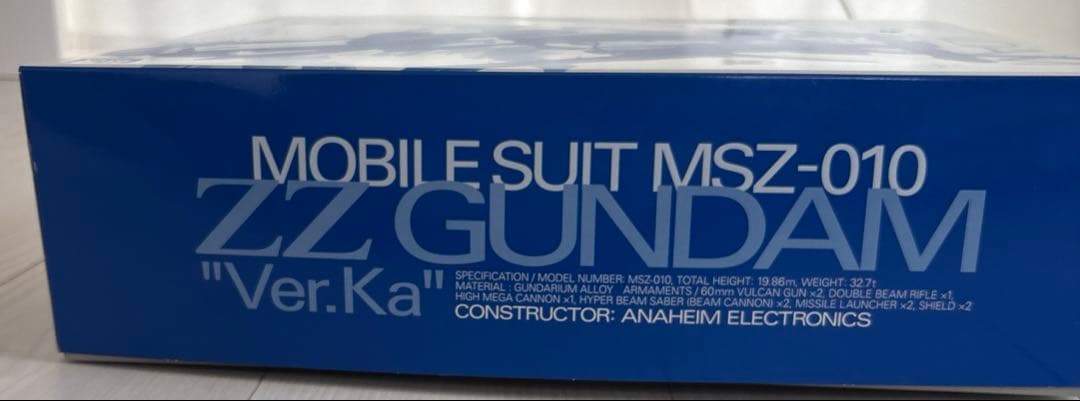 MOBILE SUIT MSZ-010
ZZ GUNDAM
"Ver.Ka"
SPECIFICATION / MODEL NUMBER: MSZ-010, TOTAL HEIGHT: 19.86m, WEIGHT: 32.7t
MATERIAL : GUNDARIUM ALLOY ARMAMENTS / 60mm VULCAN GUN ×2, DOUBLE BEAM RIFLE ×1,
HIGH MEGA CANNON ×1, HYPER BEAM SABER (BEAM CANNON) ×2, MISSILE LAUNCHER ×2, SHIELD ×2
CONSTRUCTOR: ANAHEIM ELECTRONICS